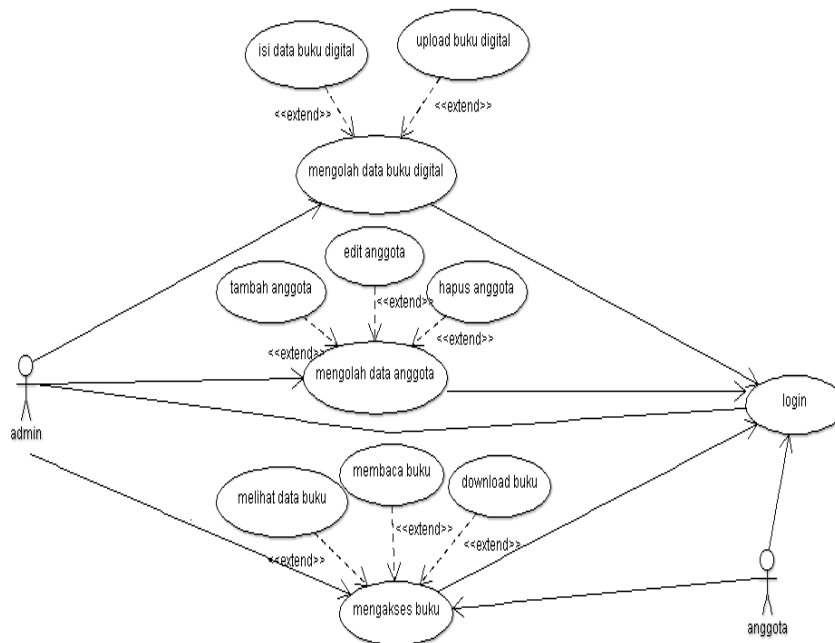 isi data buku digital
upload buku digital
<<extend>>
<<extend>>
mengolah data buku digital
edit anggota
tambah anggota
hapus anggota
<<extend>>
<<extend>>
<<extend>>
mengolah data anggota
login
admin
membaca buku
melihat data buku
download buku
<<extend>>
<<extend>>
<<extend>>
mengakses buku
anggota